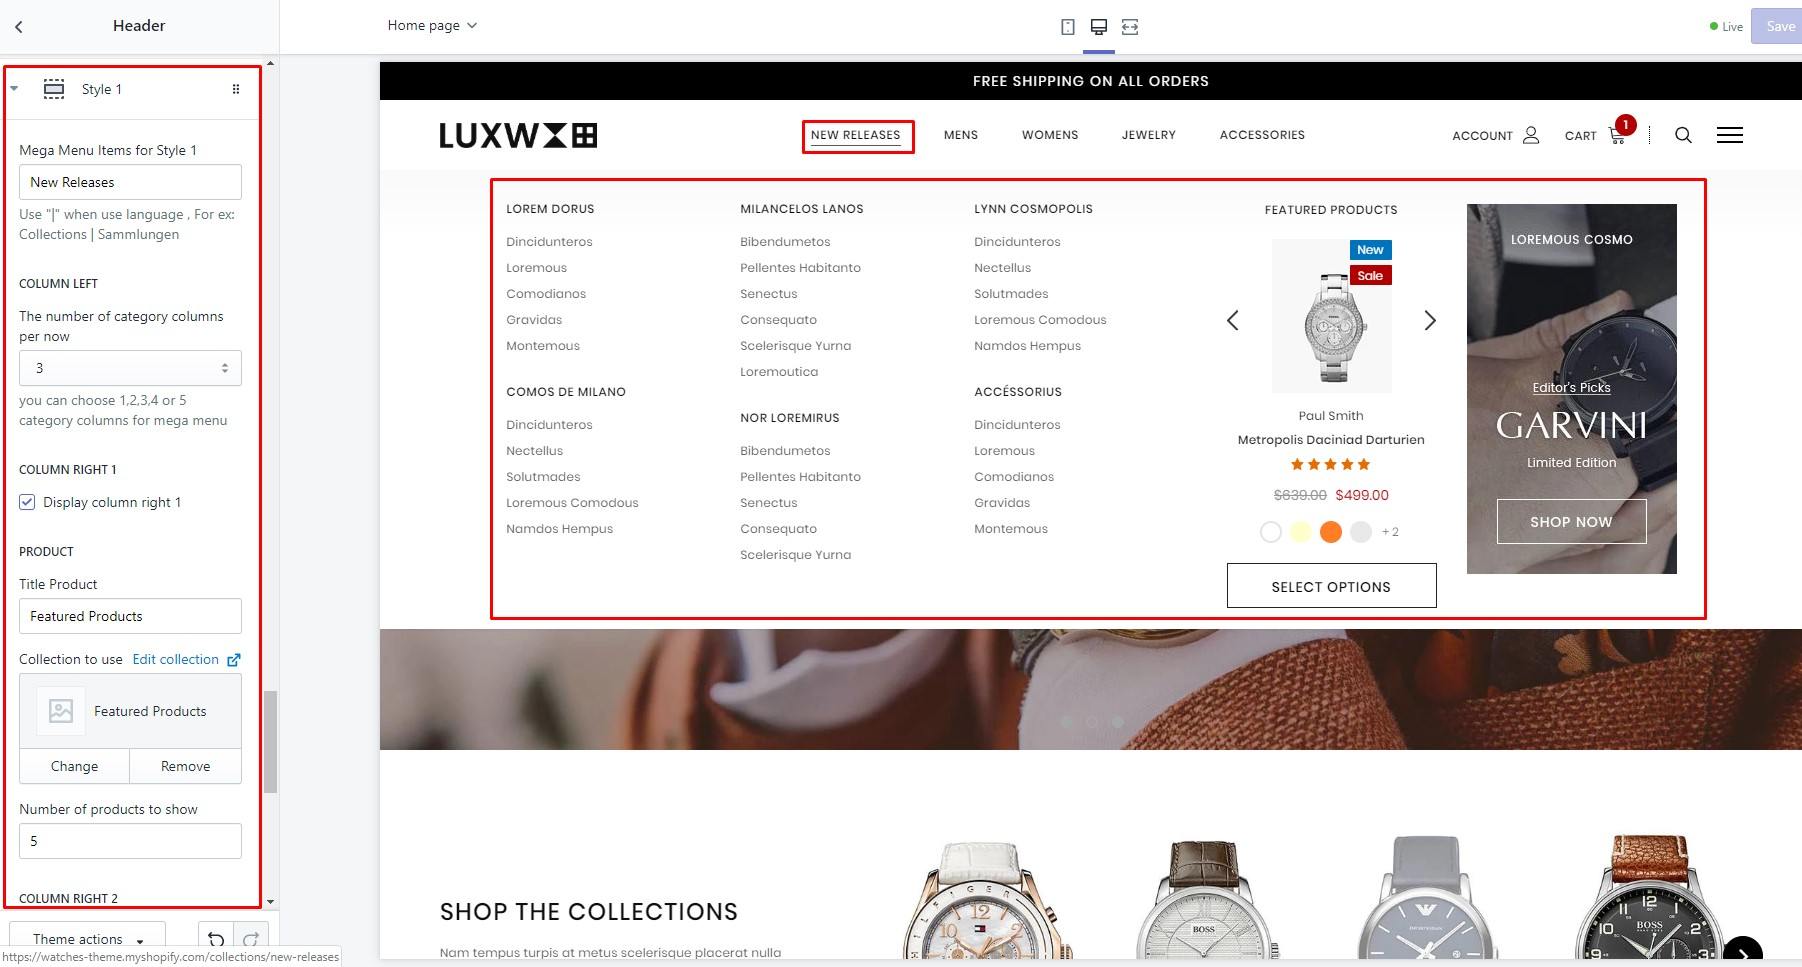 Header
Home page
Live
Save
Style 1
Mega Menu Items for Style 1
New Releases
Use "|" when use language , For ex:
Collections | Sammlungen
COLUMN LEFT
The number of category columns
per now
3
you can choose 1,2,3,4 or 5
category columns for mega menu
COLUMN RIGHT 1
Display column right 1
PRODUCT
Title Product
Featured Products
Collection to use Edit collection
Featured Products
Change
Remove
Number of products to show
5
COLUMN RIGHT 2
Theme actions
https://watches-theme.myshopify.com/collections/new-releases
FREE SHIPPING ON ALL ORDERS
LUXW
NEW RELEASES
MENS
WOMENS
JEWELRY
ACCESSORIES
ACCOUNT
CART
1
LOREM DORUS
Dincidunteros
Loremous
Comodianos
Gravidas
Montemous
COMOS DE MILANO
Dincidunteros
Nectellus
Solutmades
Loremous Comodous
Namdos Hempus
MILANCELOS LANOS
Bibendumetos
Pellentes Habitanto
Senectus
Consequato
Scelerisque Yurna
Loremoutica
NOR LOREMIRUS
Bibendumetos
Pellentes Habitanto
Senectus
Consequato
Scelerisque Yurna
LYNN COSMOPOLIS
Dincidunteros
Nectellus
Solutmades
Loremous Comodous
Namdos Hempus
ACCÉSSORIUS
Dincidunteros
Loremous
Comodianos
Gravidas
Montemous
FEATURED PRODUCTS
New
Sale
Paul Smith
Metropolis Daciniad Darturien
$639.00 $499.00
+ 2
SELECT OPTIONS
LOREMOUS COSMO
Editor's Picks
GARVINI
Limited Edition
SHOP NOW
SHOP THE COLLECTIONS
Nam tempus turpis at metus scelerisque placerat nulla
BOSS
BOSS